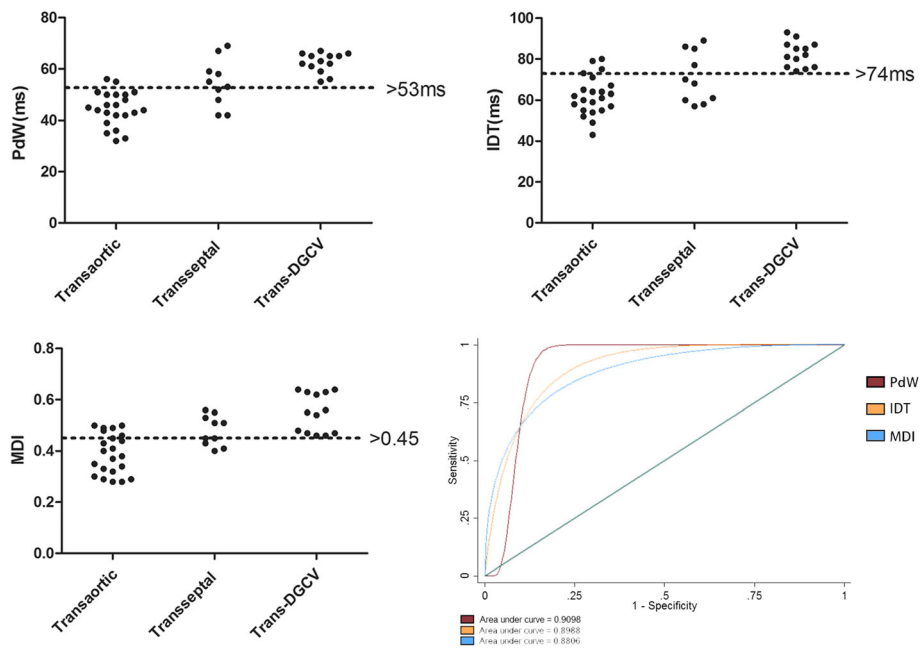 80
60
40
20
0
PdW(ms)
>53ms
Transaortic
Transseptal
Trans-DGCV
100
80
60
40
20
0
IDT(ms)
>74ms
Transaortic
Transseptal
Trans-DGCV
0.8
0.6
0.4
0.2
0.0
MDI
>0.45
Transaortic
Transseptal
Trans-DGCV
1
.75
.5
.25
0
Sensitivity
0
.25
.5
.75
1
1 - Specificity
PdW
IDT
MDI
Area under curve = 0.9098
Area under curve = 0.8968
Area under curve = 0.8806